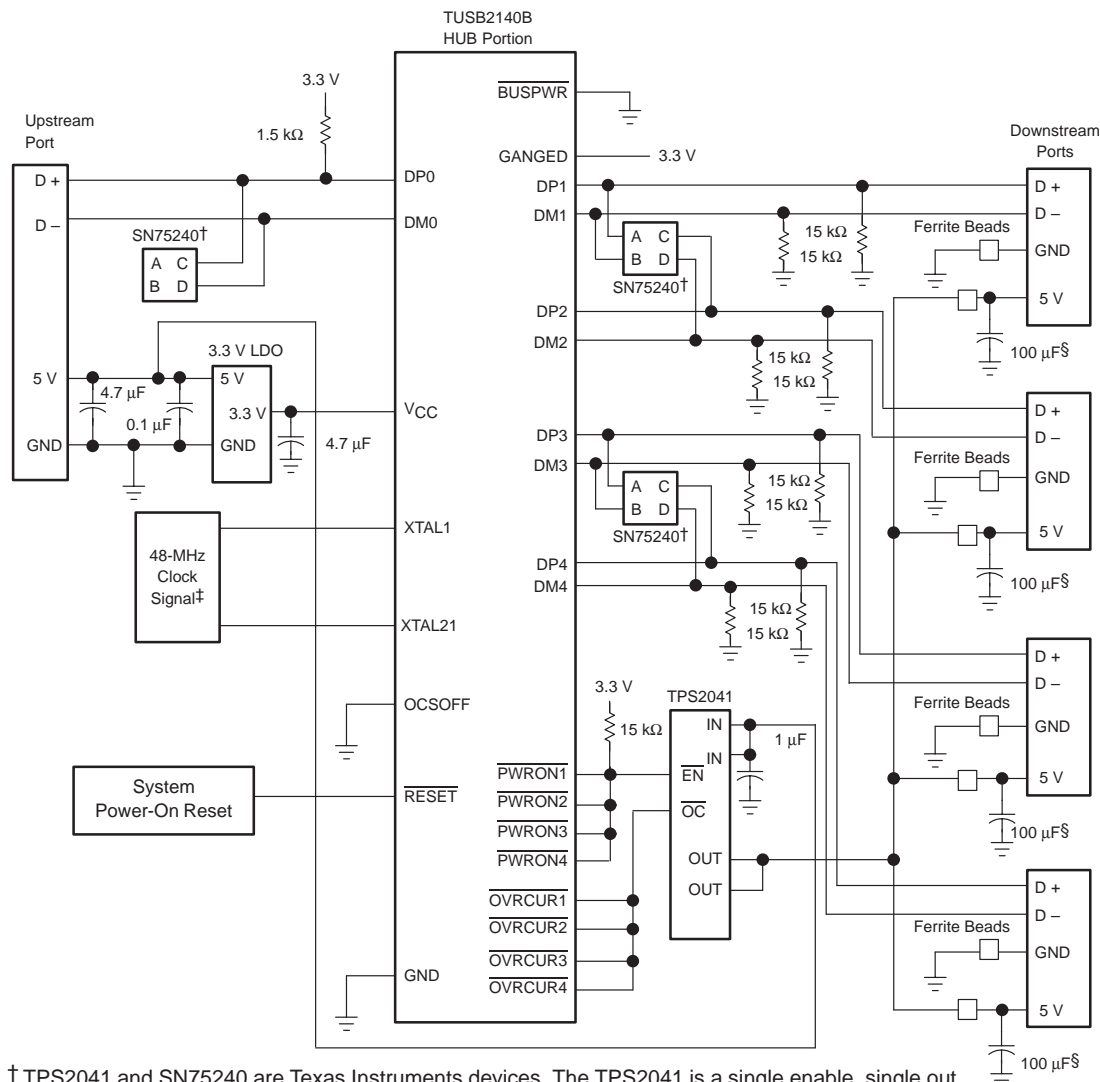 TUSB2140B
HUB Portion
3.3 V
BUSPWR
Upstream
Port
1.5 kΩ
Downstream
Ports
GANGED
3.3 V
D +
DP0
DP1
D +
D –
DM0
DM1
D –
SN75240†
A C
B D
A C
B D
SN75240†
15 kΩ
15 kΩ
Ferrite Beads
GND
5 V
100 µF§
DP2
DM2
15 kΩ
15 kΩ
3.3 V LDO
5 V
4.7 µF
5 V
0.1 µF
3.3 V
VCC
GND
GND
4.7 µF
D +
D –
Ferrite Beads
GND
5 V
100 µF§
DP3
DM3
A C
B D
SN75240†
15 kΩ
15 kΩ
XTAL1
48-MHz
Clock
Signal‡
XTAL21
DP4
DM4
15 kΩ
15 kΩ
D +
D –
Ferrite Beads
GND
5 V
100 µF§
OCSOFF
3.3 V
15 kΩ
TPS2041
IN
IN
1 µF
EN
OC
OUT
OUT
System
Power-On Reset
RESET
PWRON1
PWRON2
PWRON3
PWRON4
OVRCUR1
OVRCUR2
OVRCUR3
OVRCUR4
GND
D +
D –
Ferrite Beads
GND
5 V
100 µF§
† TPS2041 and SN75240 are Texas Instruments devices. The TPS2041 is a single enable, single out